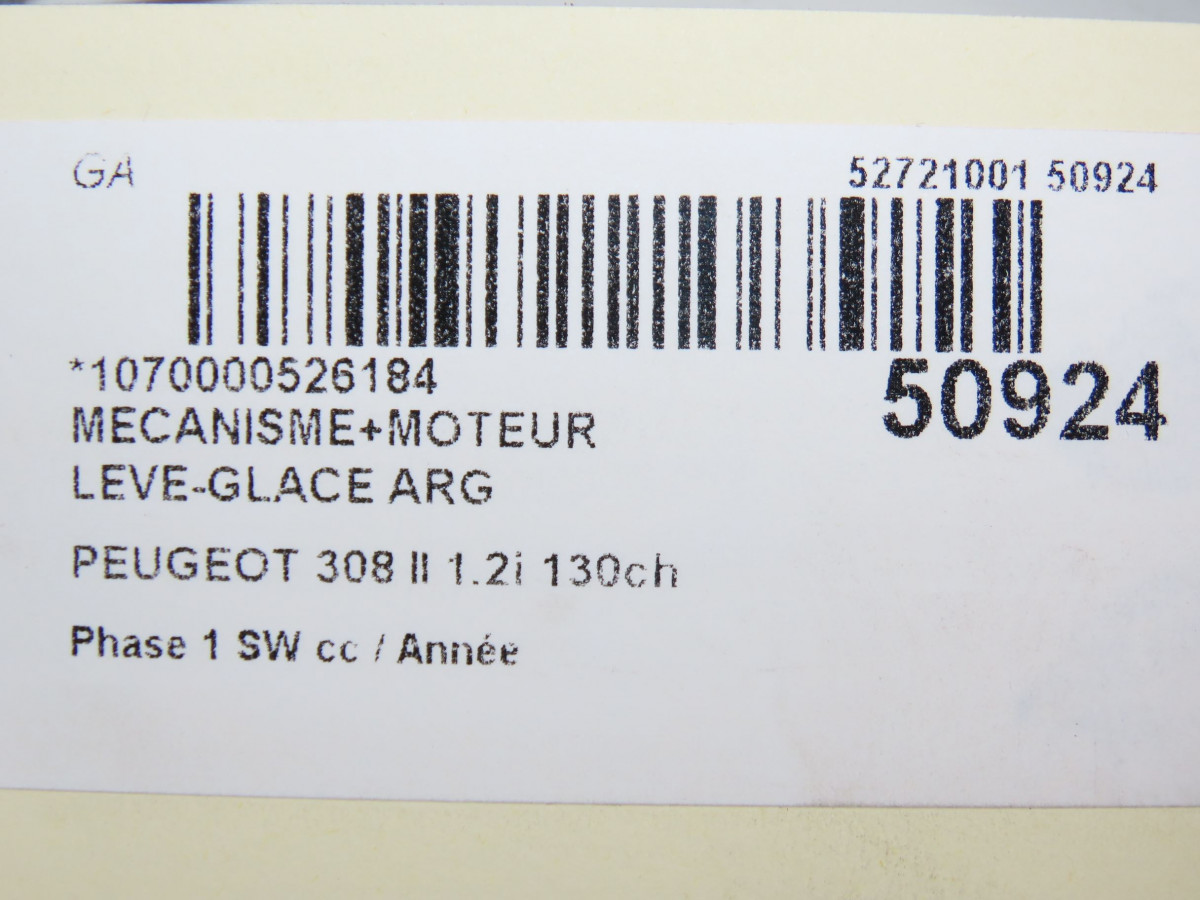 GA 52721001 50924
*1070000526184
50924
MECANISME+MOTEUR
LEVE-GLACE ARG
PEUGEOT 308 II 1.2i 130ch
Phase 1 SW cc / Année